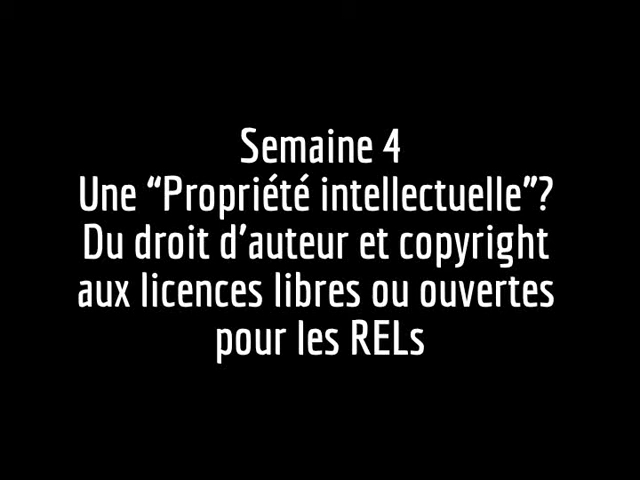 Semaine 4
Une “Propriété intellectuelle”?
Du droit d’auteur et copyright
aux licences libres ou ouvertes
pour les RELs